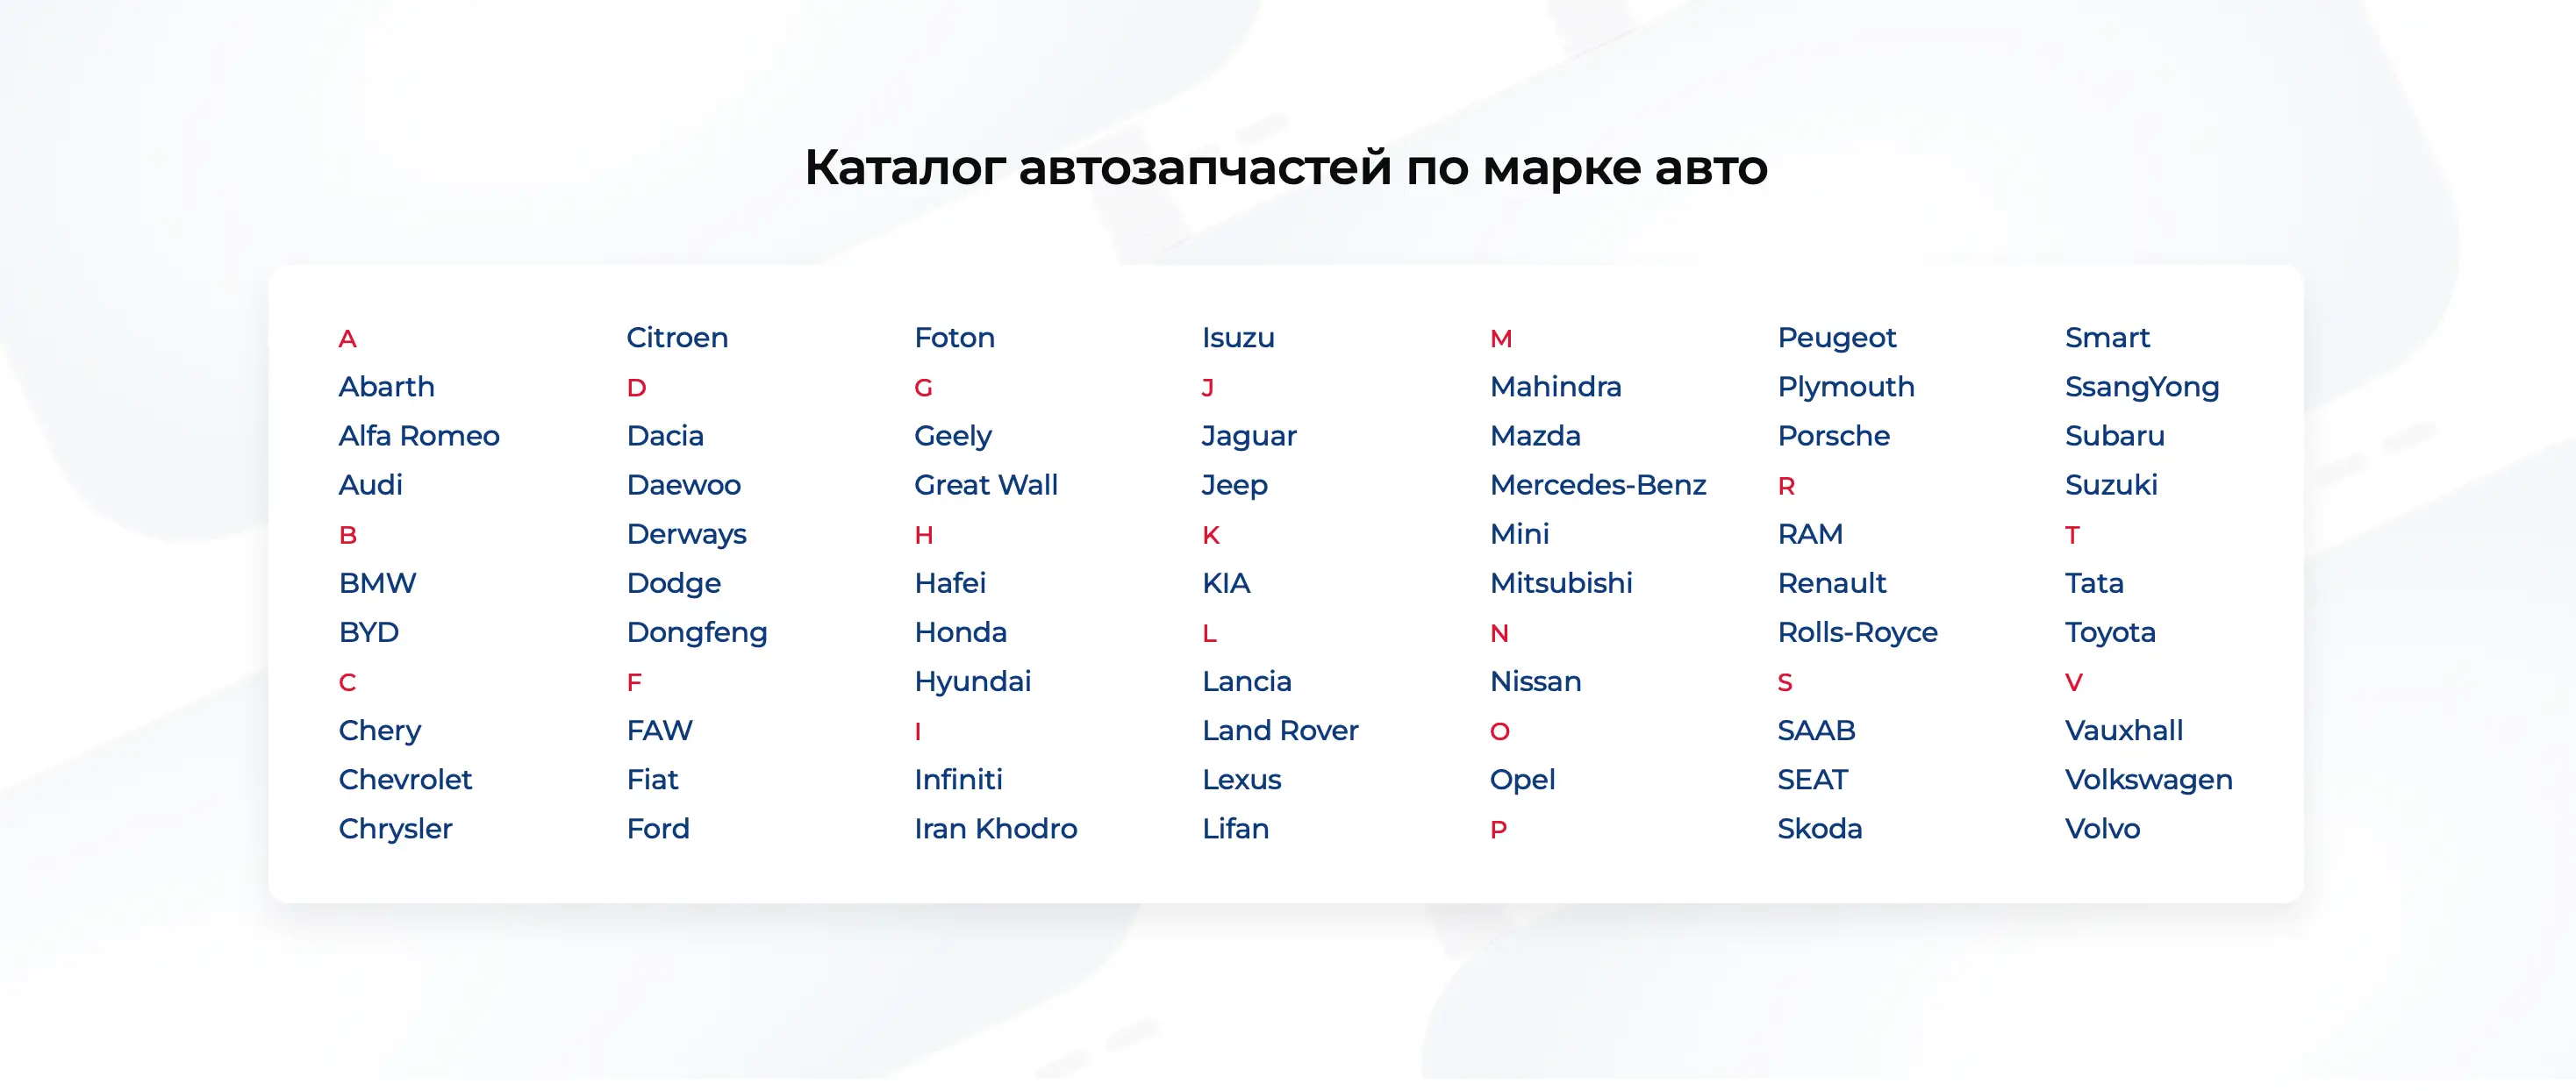 Каталог автозапчастей по марке авто
A
Abarth
Alfa Romeo
Audi
B
BMW
BYD
C
Chery
Chevrolet
Chrysler
Citroen
D
Dacia
Daewoo
Derways
Dodge
Dongfeng
F
FAW
Fiat
Ford
Foton
G
Geely
Great Wall
H
Hafei
Honda
Hyundai
I
Infiniti
Iran Khodro
Isuzu
J
Jaguar
Jeep
K
KIA
L
Lancia
Land Rover
Lexus
Lifan
M
Mahindra
Mazda
Mercedes-Benz
Mini
Mitsubishi
N
Nissan
O
Opel
P
Peugeot
Plymouth
Porsche
R
RAM
Renault
Rolls-Royce
S
SAAB
SEAT
Skoda
Smart
SsangYong
Subaru
Suzuki
T
Tata
Toyota
V
Vauxhall
Volkswagen
Volvo